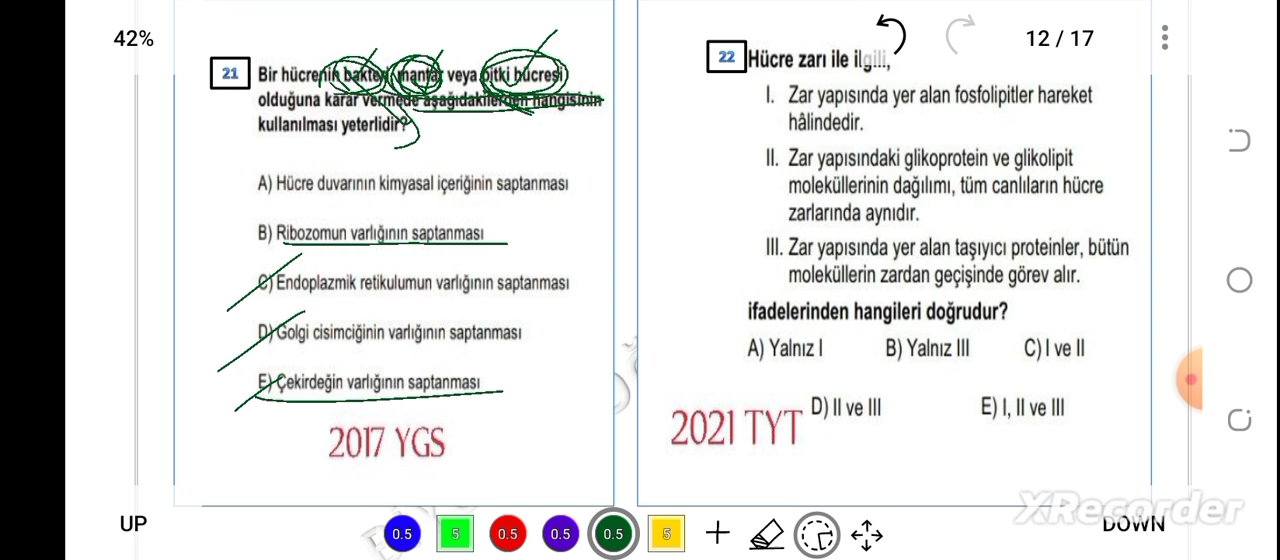 42%
12 / 17
21
Bir hücrenin bakteri, mantar veya bitki hücresi
olduğuna karar vermede aşağıdakilerden hangisinin
kullanılması yeterlidir?
A) Hücre duvarının kimyasal içeriğinin saptanması
B) Ribozomun varlığının saptanması
C) Endoplazmik retikulumun varlığının saptanması
D) Golgi cisimciğinin varlığının saptanması
E) Çekirdeğin varlığının saptanması
2017 YGS
22
Hücre zarı ile ilgili,
I. Zar yapısında yer alan fosfolipitler hareket
hâlindedir.
II. Zar yapısındaki glikoprotein ve glikolipit
moleküllerinin dağılımı, tüm canlıların hücre
zarlarında aynıdır.
III. Zar yapısında yer alan taşıyıcı proteinler, bütün
moleküllerin zardan geçişinde görev alır.
ifadelerinden hangileri doğrudur?
A) Yalnız I B) Yalnız III C) I ve II
D) II ve III E) I, II ve III
2021 TYT
XRecorder
UP
0.5 5 0.5 0.5 0.5 5
DOWN